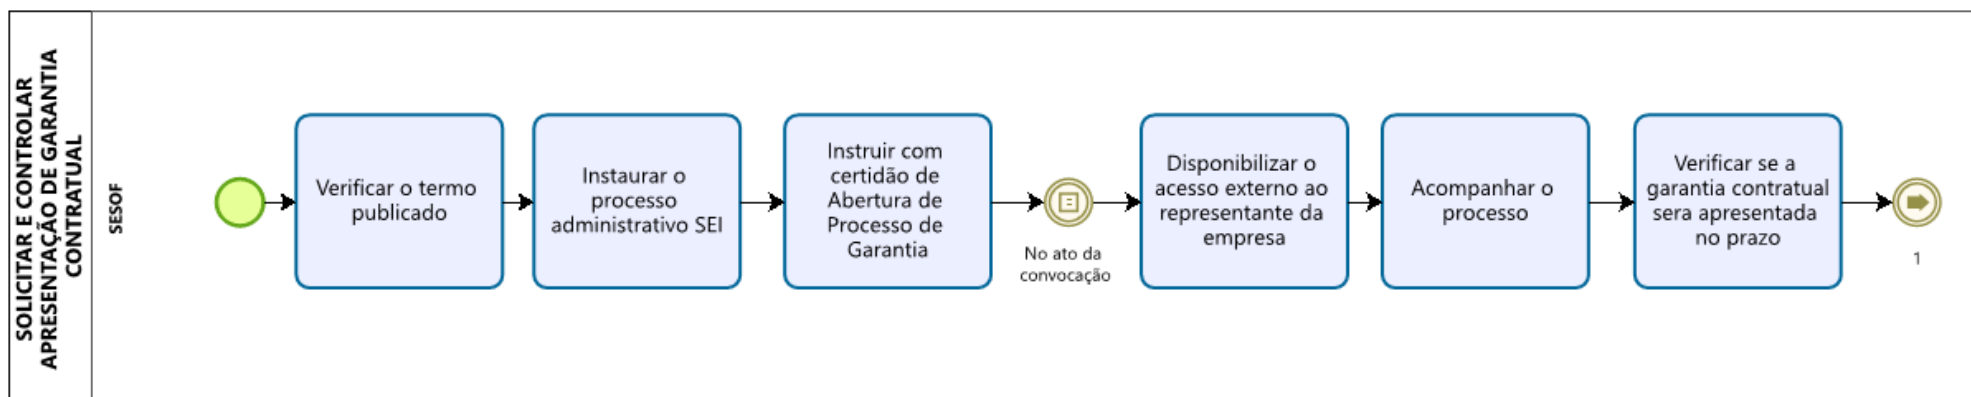 SOLICITAR E CONTROLAR
APRESENTAÇÃO DE GARANTIA
CONTRATUAL
SESOF
Verificar o termo
publicado
Instaurar o
processo
administrativo SEI
Instruir com
certidão de
Abertura de
Processo de
Garantia
No ato da
convocação
Disponibilizar o
acesso externo ao
representante da
empresa
Acompanhar o
processo
Verificar se a
garantia contratual
sera apresentada
no prazo
1